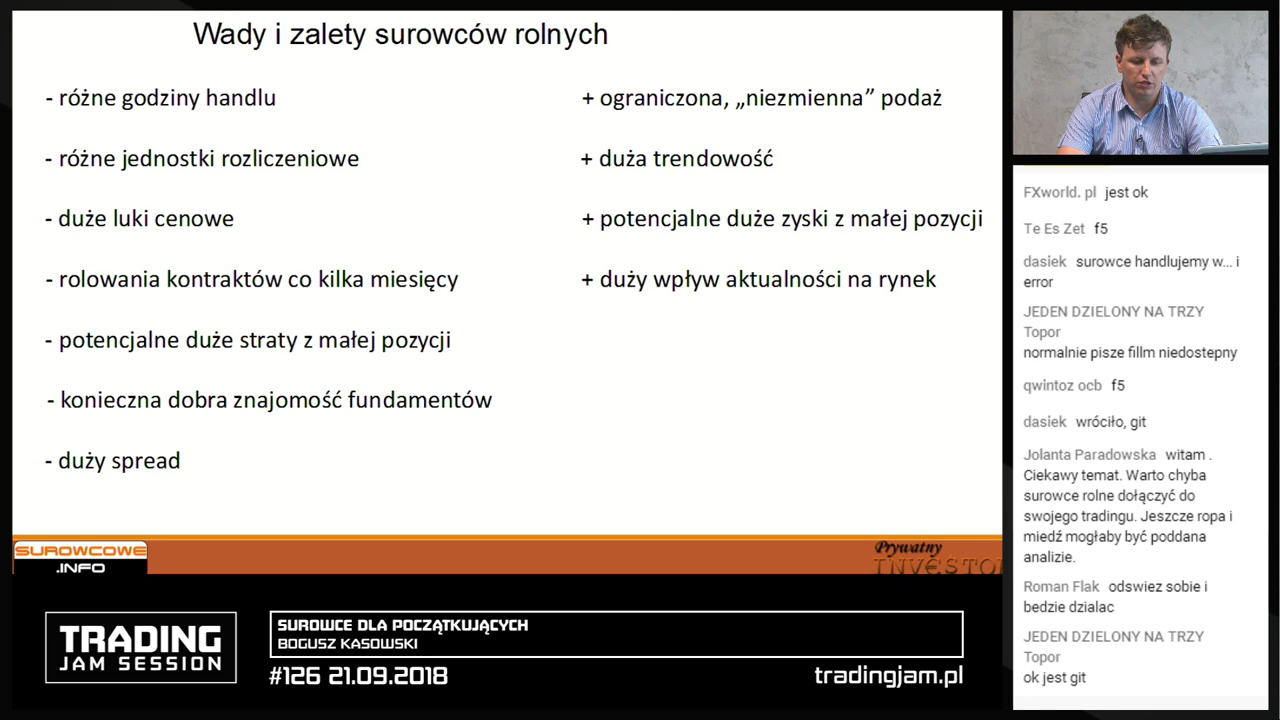 Wady i zalety surowców rolnych
- różne godziny handlu
- różne jednostki rozliczeniowe
- duże luki cenowe
- rolowania kontraktów co kilka miesięcy
- potencjalne duże straty z małej pozycji
- konieczna dobra znajomość fundamentów
- duży spread
+ ograniczona, „niezmienna” podaż
+ duża trendowość
+ potencjalne duże zyski z małej pozycji
+ duży wpływ aktualności na rynek
SUROWCOWE
.INFO
Prywatny
INVESTO
TRADING
JAM SESSION
SUROWCE DLA POCZĄTKUJĄCYCH
BOGUSZ KASOWSKI
#126 21.09.2018
tradingjam.pl
FXworld. pl jest ok
Te Es Zet f5
dasiek surowce handlujemy w... i
error
JEDEN DZIELONY NA TRZY
Topor
normalnie pisze fillm niedostepny
qwintoz ocb f5
dasiek wróciło, git
Jolanta Paradowska witam .
Ciekawy temat. Warto chyba
surowce rolne dołączyć do
swojego tradingu. Jeszcze ropa i
miedź mogłaby być poddana
analizie.
Roman Flak odswiez sobie i
bedzie dzialac
JEDEN DZIELONY NA TRZY
Topor
ok jest git